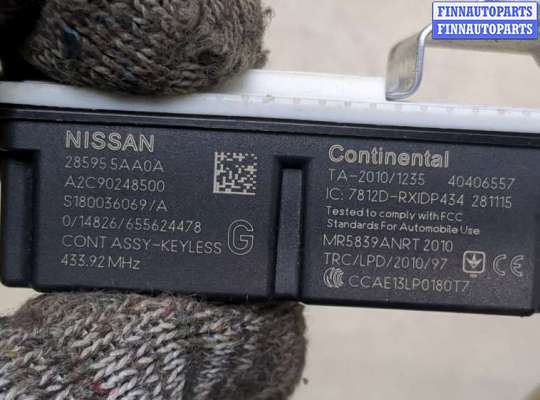 FINNAUTOPARTS
FINNAUTOPARTS
NISSAN
28595 5AA0A
A2C90248500
S180036069/A
0/14826/655624478
CONT ASSY-KEYLESS
433.92 MHz
G
Continental
TA-2010/1235 40406557
IC: 7812D-RXIDP434 281115
Tested to comply with FCC
Standards For Automobile Use
MR5839ANRT 2010
TRC/LPD/2010/97
CE
CCC CCAE13LP0180T7